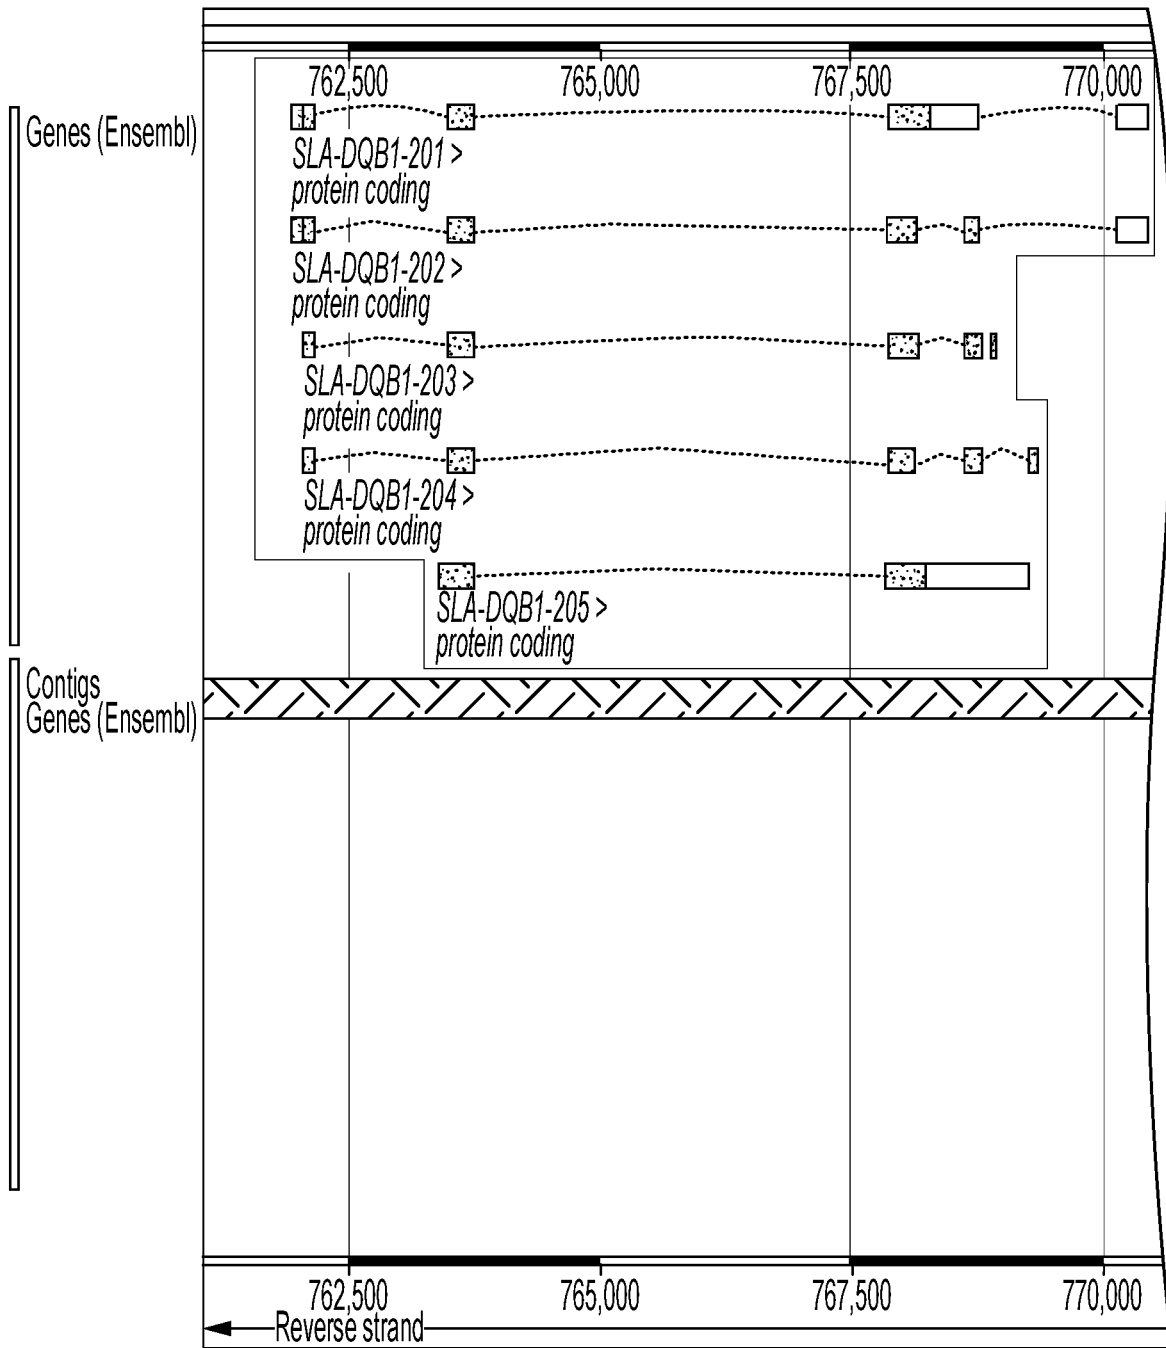 762,500 765,000 767,500 770,000
Genes (Ensembl)
SLA-DQB1-201 >
protein coding
SLA-DQB1-202 >
protein coding
SLA-DQB1-203 >
protein coding
SLA-DQB1-204 >
protein coding
SLA-DQB1-205 >
protein coding
Contigs
Genes (Ensembl)
762,500 765,000 767,500 770,000
Reverse strand